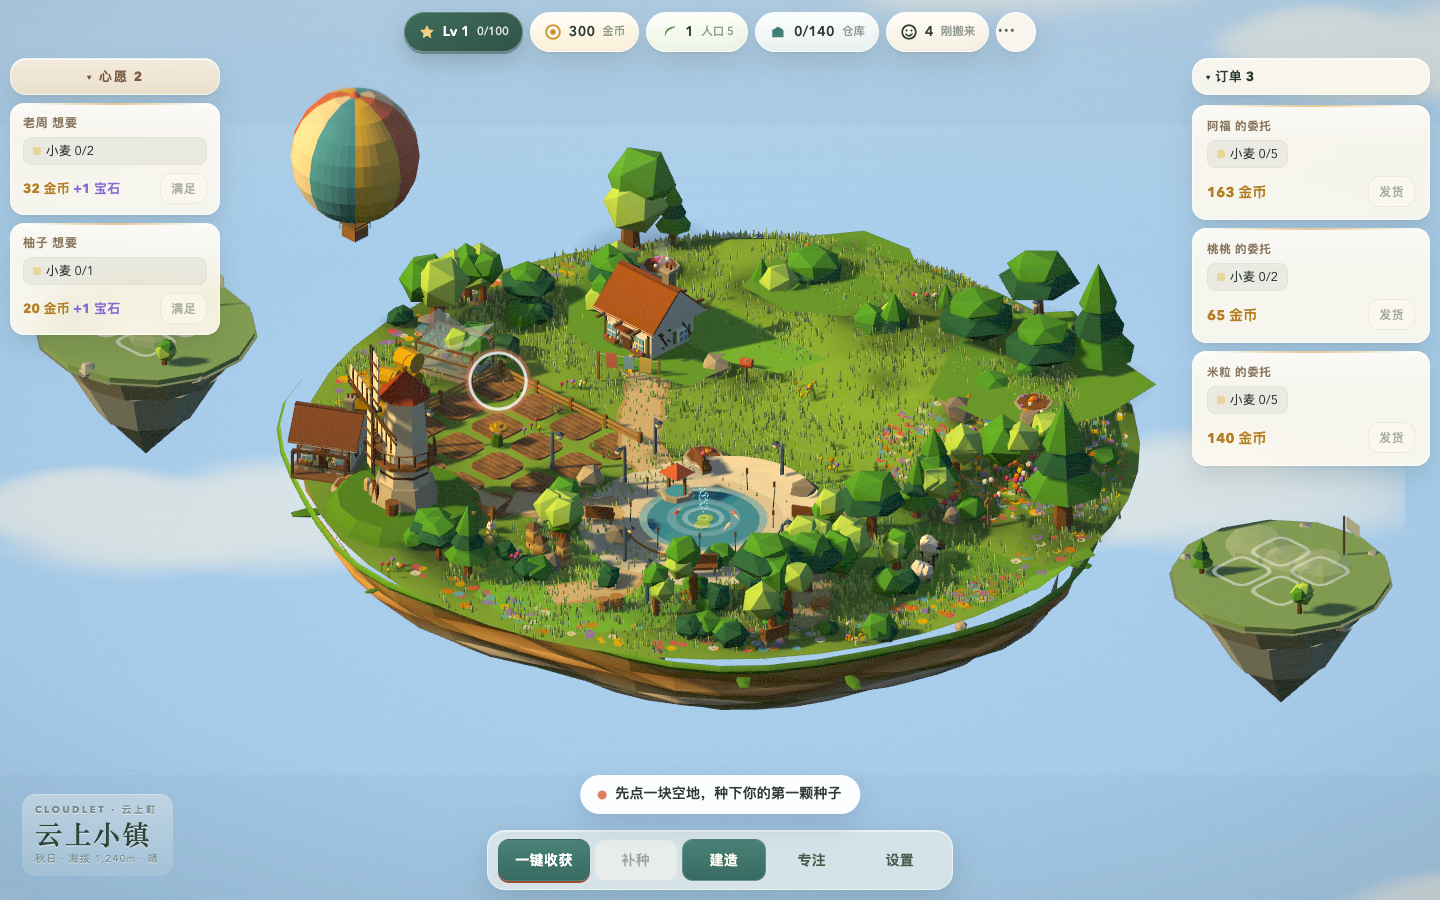 Lv 1 0/100
300 金币
1 人口 5
0/140 仓库
4 刚搬来
•••
▾ 心愿 2
老周 想要
小麦 0/2
32 金币 +1 宝石
满足
柚子 想要
小麦 0/1
20 金币 +1 宝石
满足
▾ 订单 3
阿福 的委托
小麦 0/5
163 金币
发货
桃桃 的委托
小麦 0/2
65 金币
发货
米粒 的委托
小麦 0/5
140 金币
发货
先点一块空地，种下你的第一颗种子
CLOUDLET · 云上町
云上小镇
秋日 · 海拔 1,240m · 晴
一键收获
补种
建造
专注
设置